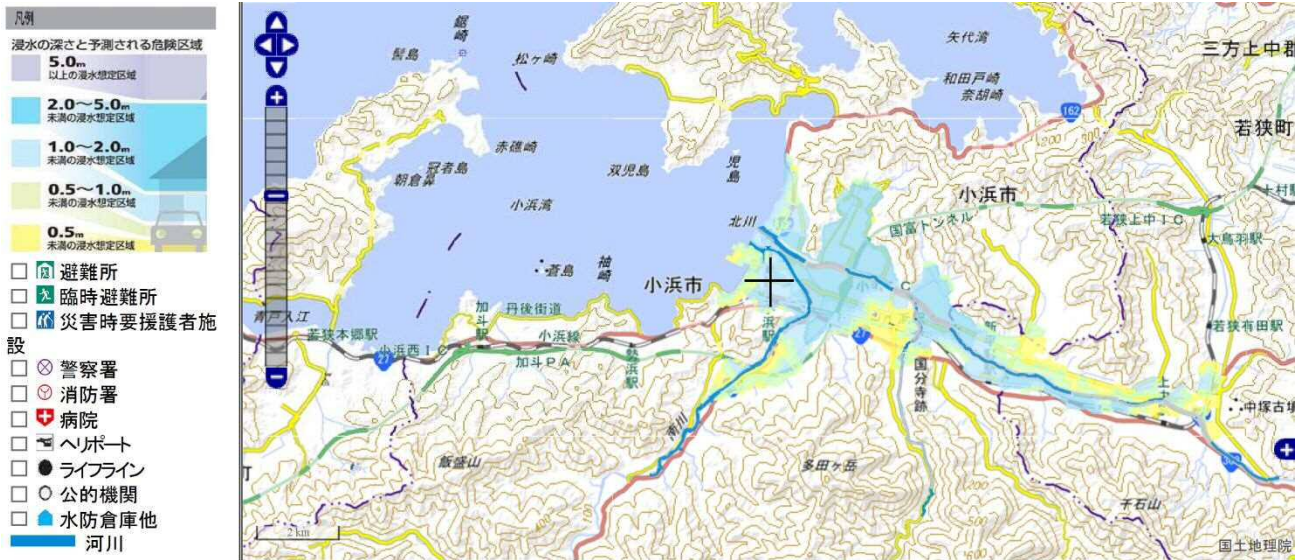 凡例
浸水の深さと予測される危険区域
5.0m
以上の浸水想定区域
2.0～5.0m
未満の浸水想定区域
1.0～2.0m
未満の浸水想定区域
0.5～1.0m
未満の浸水想定区域
0.5m
未満の浸水想定区域
避難所
臨時避難所
災害時要援護者施
設
警察署
消防署
病院
ヘリポート
ライフライン
公的機関
水防倉庫他
河川
鋸崎
髻島
松ヶ崎
矢代湾
三方上中郡
和田戸崎
奈胡崎
162
若狭町
赤礁崎
冠者島
双児島
児島
朝倉鼻
小浜湾
北川
小浜市
国富トンネル
若狭上中IC
大鳥羽駅
蒼島
袖崎
小浜市
青戸入江
若狭本郷駅
加斗駅
丹後街道
小浜線
小浜西IC
27
加斗PA
勢浜駅
浜駅
27
国分寺跡
若狭有田駅
上
中塚古墳
南川
飯盛山
多田ヶ岳
303
千石山
町
200
400
2 km
国土地理院